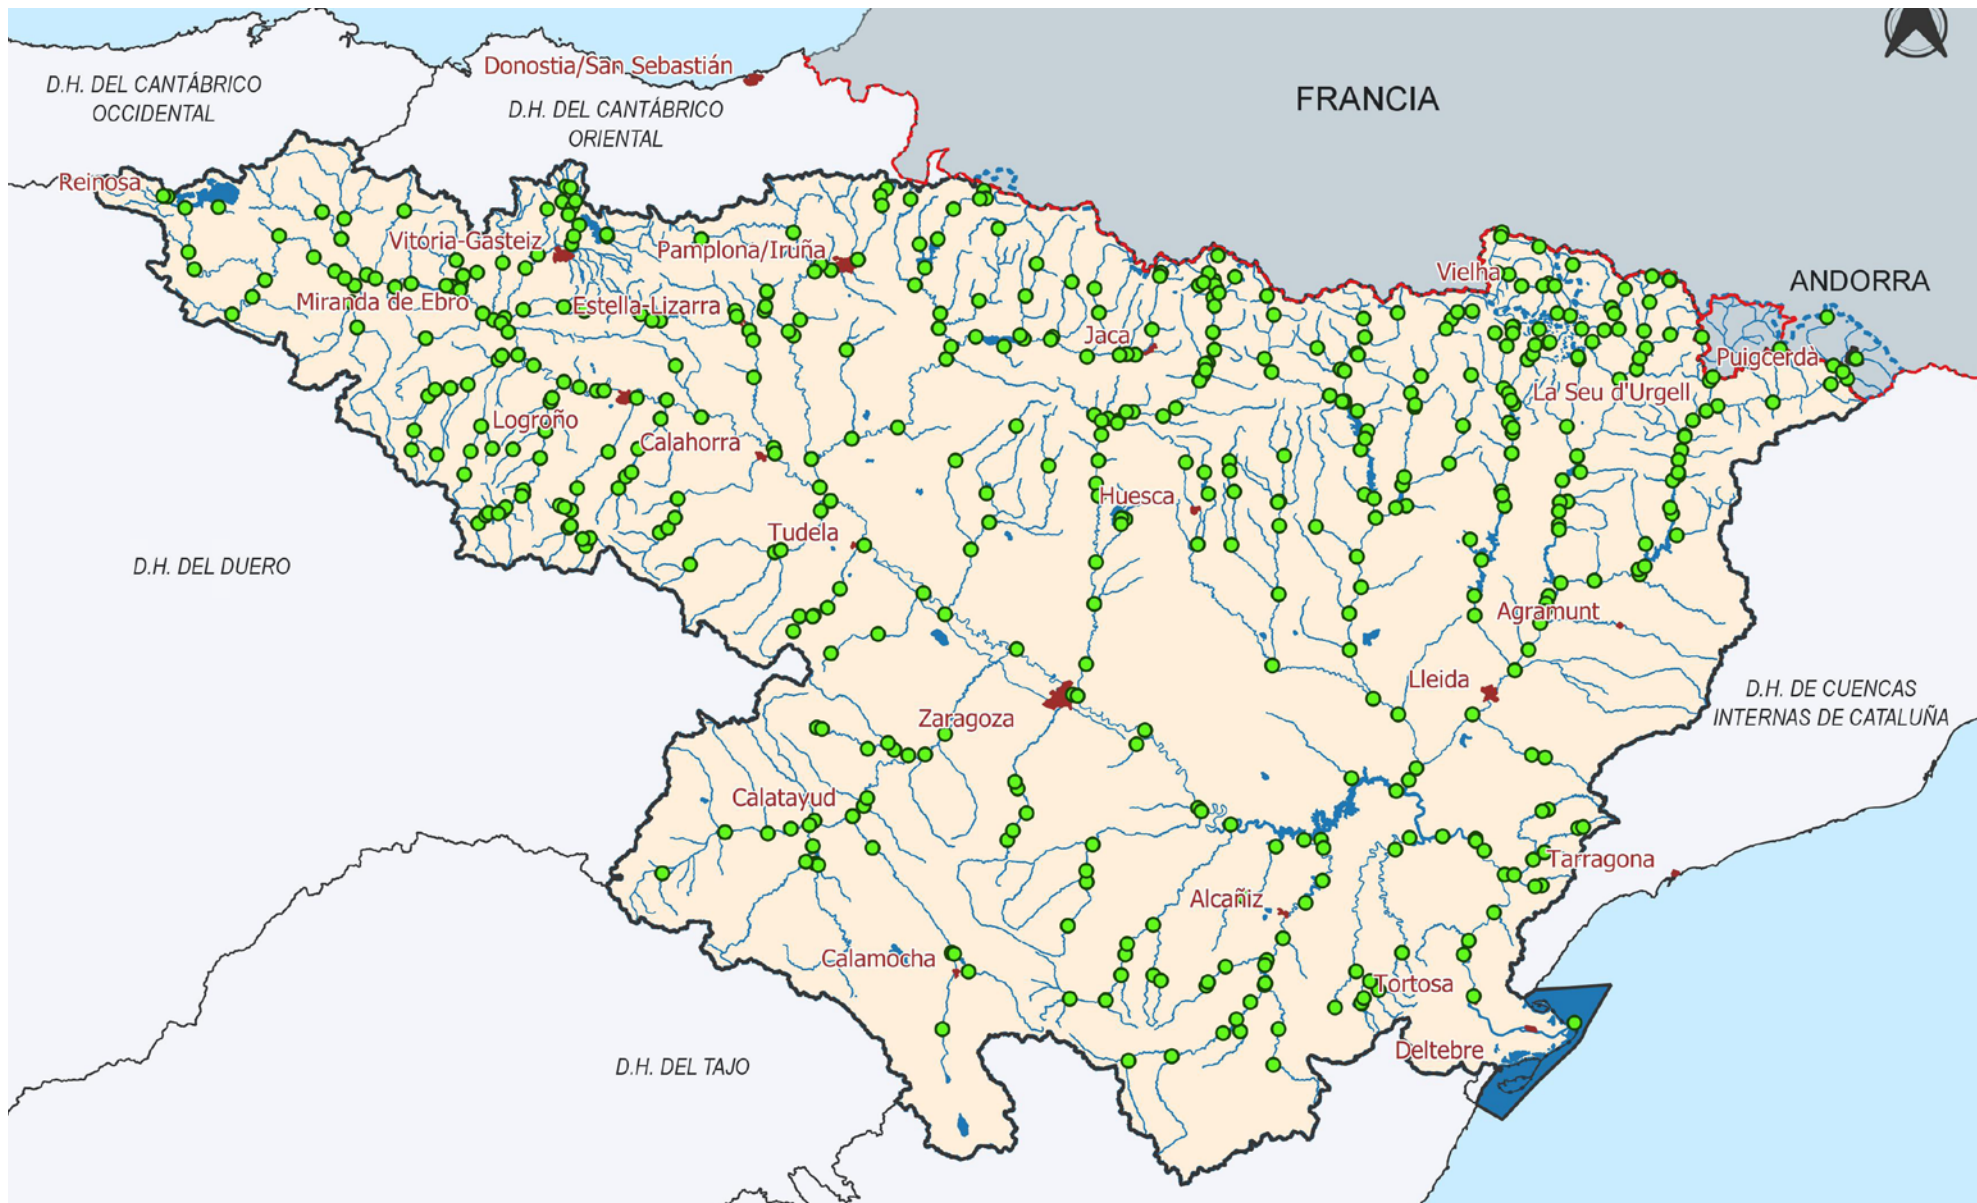 Donostia/San Sebastián
D.H. DEL CANTÁBRICO
OCCIDENTAL
D.H. DEL CANTÁBRICO
ORIENTAL
FRANCIA
Reinosa
Vitoria-Gasteiz
Pamplona/Iruña
Vielha
ANDORRA
Miranda de Ebro
Estella-Lizarra
Jaca
Puigcerdà
La Seu d'Urgell
Logroño
Calahorra
Huesca
Tudela
D.H. DEL DUERO
Agramunt
Lleida
D.H. DE CUENCAS
INTERNAS DE CATALUÑA
Zaragoza
Calatayud
Tarragona
Alcañiz
Calamocha
Tortosa
Deltebre
D.H. DEL TAJO